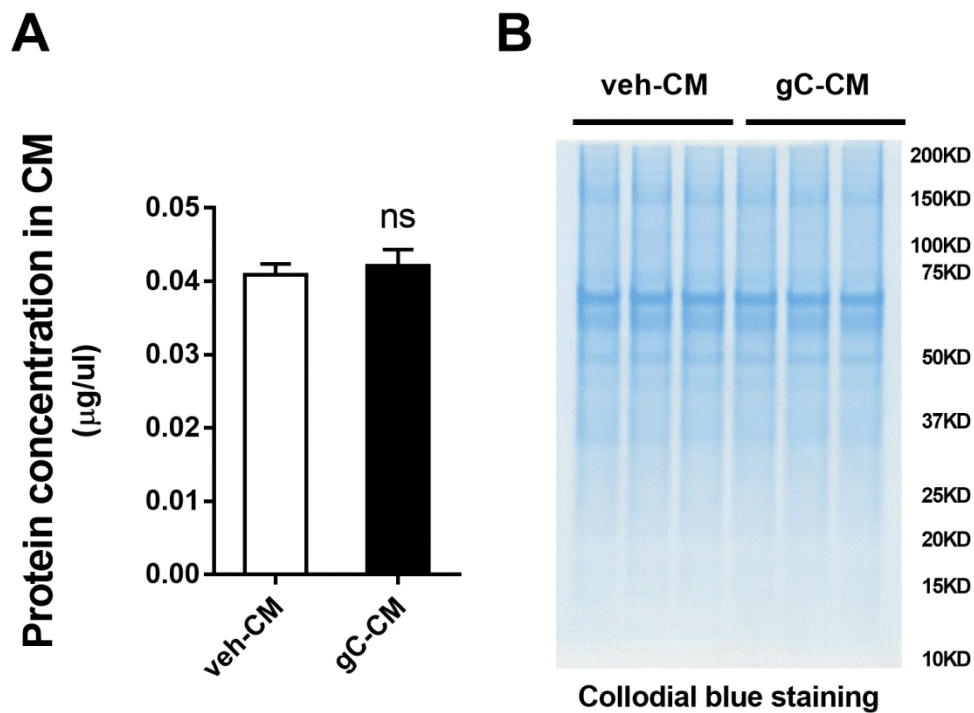 A
Protein concentration in CM
(µg/ul)
0.05
0.04
0.03
0.02
0.01
0.00
ns
veh-CM
gC-CM
B
veh-CM
gC-CM
200KD
150KD
100KD
75KD
50KD
37KD
25KD
20KD
15KD
10KD
Collodial blue staining